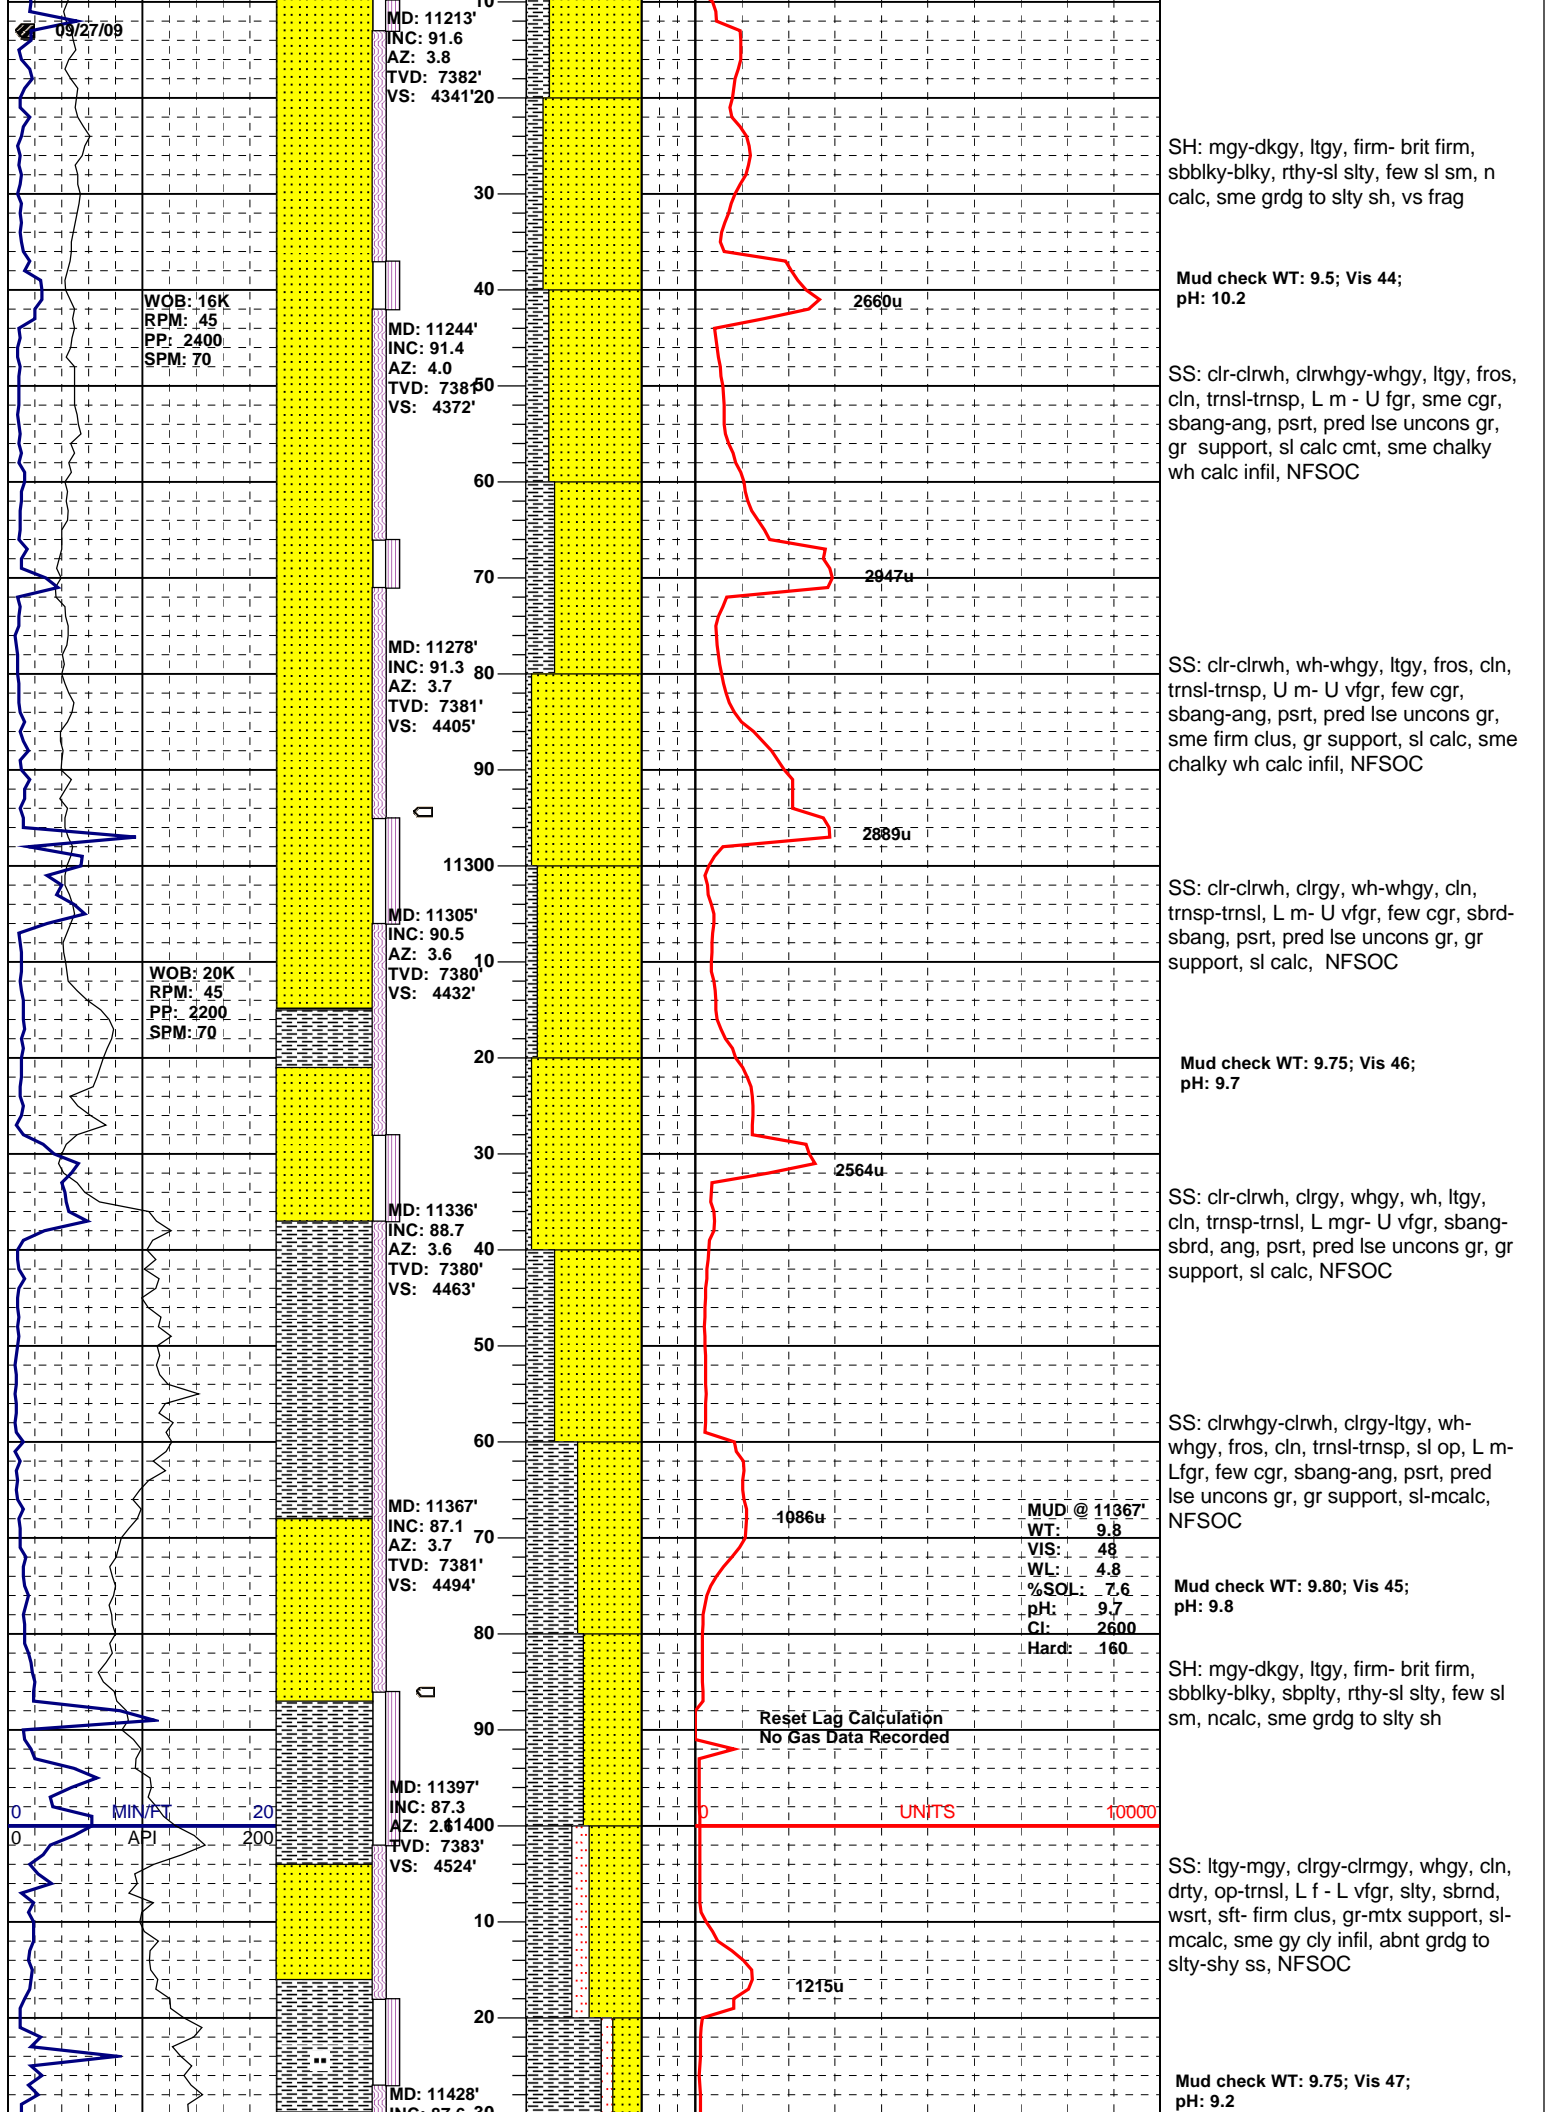 10
09/27/09
MD: 11213'
INC: 91.6
AZ: 3.8
TVD: 7382'
VS: 4341'
20
SH: mgy-dkgy, ltgy, firm- brit firm,
sbblky-blky, rthy-sl slty, few sl sm, n
calc, sme grdg to slty sh, vs frag
30
Mud check WT: 9.5; Vis 44;
pH: 10.2
40
WOB: 16K
RPM: 45
PP: 2400
SPM: 70
2660u
MD: 11244'
INC: 91.4
AZ: 4.0
TVD: 7381'
VS: 4372'
50
SS: clr-clrwh, clrwhgy-whgy, ltgy, fros,
cln, trnsl-trnsp, L m - U fgr, sme cgr,
sbang-ang, psrt, pred lse uncons gr,
gr support, sl calc cmt, sme chalky
wh calc infil, NFSOC
60
70
2947u
MD: 11278'
INC: 91.3
AZ: 3.7
TVD: 7381'
VS: 4405'
80
SS: clr-clrwh, wh-whgy, ltgy, fros, cln,
trnsl-trnsp, U m- U vfgr, few cgr,
sbang-ang, psrt, pred lse uncons gr,
sme firm clus, gr support, sl calc, sme
chalky wh calc infil, NFSOC
90
2889u
11300
SS: clr-clrwh, clrgy, wh-whgy, cln,
trnsp-trnsl, L m- U vfgr, few cgr, sbrd-
sbang, psrt, pred lse uncons gr, gr
support, sl calc, NFSOC
MD: 11305'
INC: 90.5
AZ: 3.6
TVD: 7380'
VS: 4432'
10
WOB: 20K
RPM: 45
PP: 2200
SPM: 70
20
Mud check WT: 9.75; Vis 46;
pH: 9.7
30
2564u
MD: 11336'
INC: 88.7
AZ: 3.6
TVD: 7380'
VS: 4463'
40
SS: clr-clrwh, clrgy, whgy, wh, ltgy,
cln, trnsp-trnsl, L mgr- U vfgr, sbang-
sbrd, ang, psrt, pred lse uncons gr, gr
support, sl calc, NFSOC
50
60
SS: clrwhgy-clrwh, clrgy-ltgy, wh-
whgy, fros, cln, trnsl-trnsp, sl op, L m-
Lfgr, few cgr, sbang-ang, psrt, pred
lse uncons gr, gr support, sl-mcalc,
NFSOC
MD: 11367'
INC: 87.1
AZ: 3.7
TVD: 7381'
VS: 4494'
70
1086u
MUD @ 11367'
WT: 9.8
VIS: 48
WL: 4.8
%SOL: 7.6
pH: 9.7
Cl: 2600
Hard: 160
Mud check WT: 9.80; Vis 45;
pH: 9.8
80
SH: mgy-dkgy, ltgy, firm- brit firm,
sbblky-blky, sbplty, rthy-sl slty, few sl
sm, ncalc, sme grdg to slty sh
90
Reset Lag Calculation
No Gas Data Recorded
MD: 11397'
INC: 87.3
AZ: 2.6
TVD: 7383'
VS: 4524'
0 MIN/FT 20
0 API 200
11400
0 UNITS 10000
SS: ltgy-mgy, clrgy-clrmgy, whgy, cln,
drty, op-trnsl, L f - L vfgr, slty, sbrnd,
wsrt, sft- firm clus, gr-mtx support, sl-
mcalc, sme gy cly infil, abnt grdg to
slty-shy ss, NFSOC
10
1215u
20
Mud check WT: 9.75; Vis 47;
pH: 9.2
MD: 11428'
INC: 87.6
30